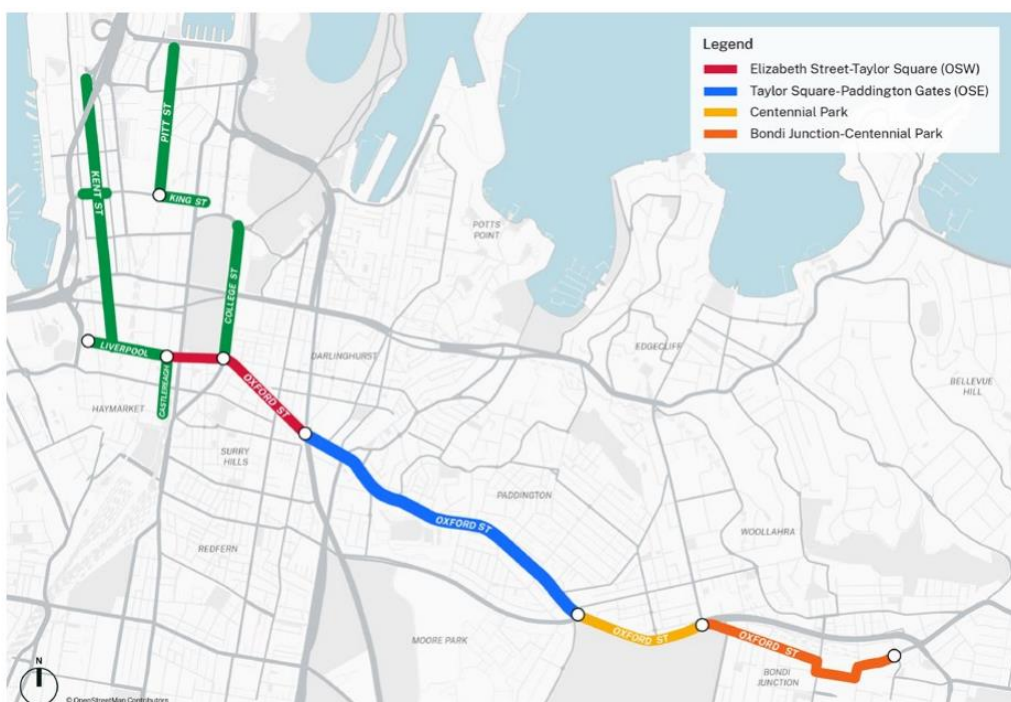 Legend
Elizabeth Street-Taylor Square (OSW)
Taylor Square-Paddington Gates (OSE)
Centennial Park
Bondi Junction-Centennial Park
PITT ST
KENT ST
KING ST
COLLEGE ST
POTTS
POINT
LIVERPOOL
DARLINGHURST
EDGECLIFF
BELLEVUE
HILL
CASTLEREAGH
HAYMARKET
OXFORD ST
SURRY
HILLS
PADDINGTON
OXFORD ST
WOOLLAHRA
REDFERN
MOORE PARK
OXFORD ST
OXFORD ST
BONDI
JUNCTION
N
© OpenStreetMap Contributors